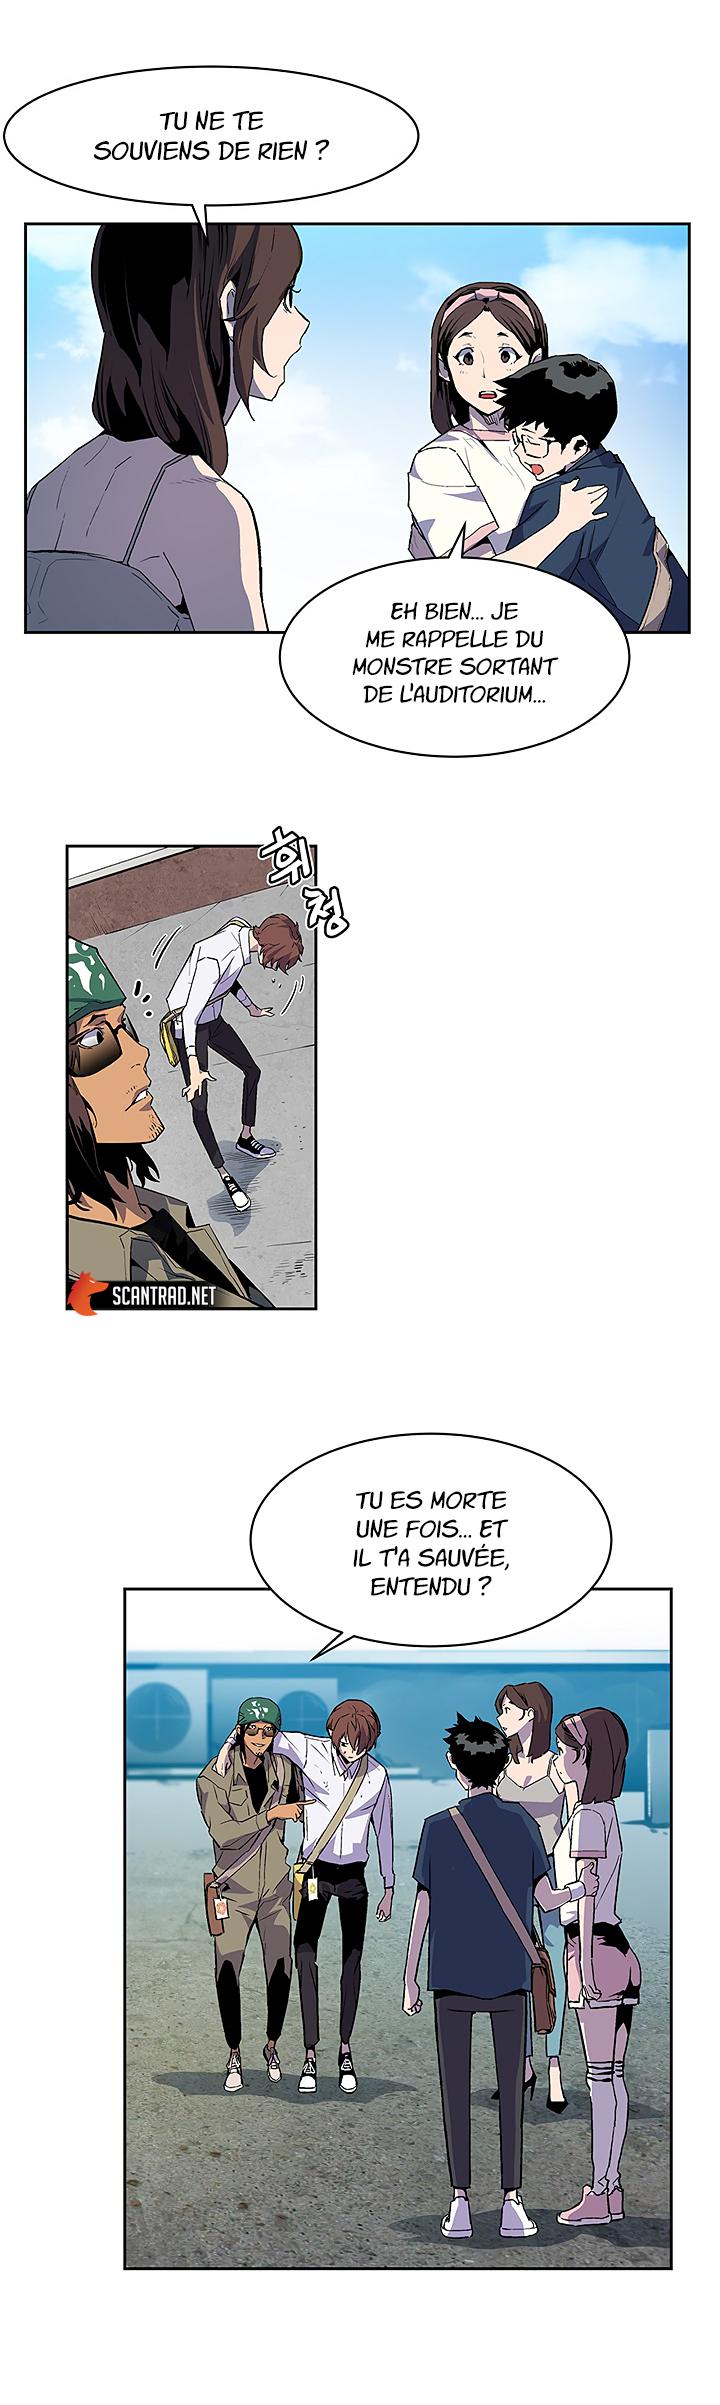 TU NE TE
SOUVIENS DE RIEN ?
EH BIEN... JE
ME RAPPELLE DU
MONSTRE SORTANT
DE L'AUDITORIUM...
휘
청
SCANTRAD.NET
TU ES MORTE
UNE FOIS... ET
IL T'A SAUVÉE,
ENTENDU ?